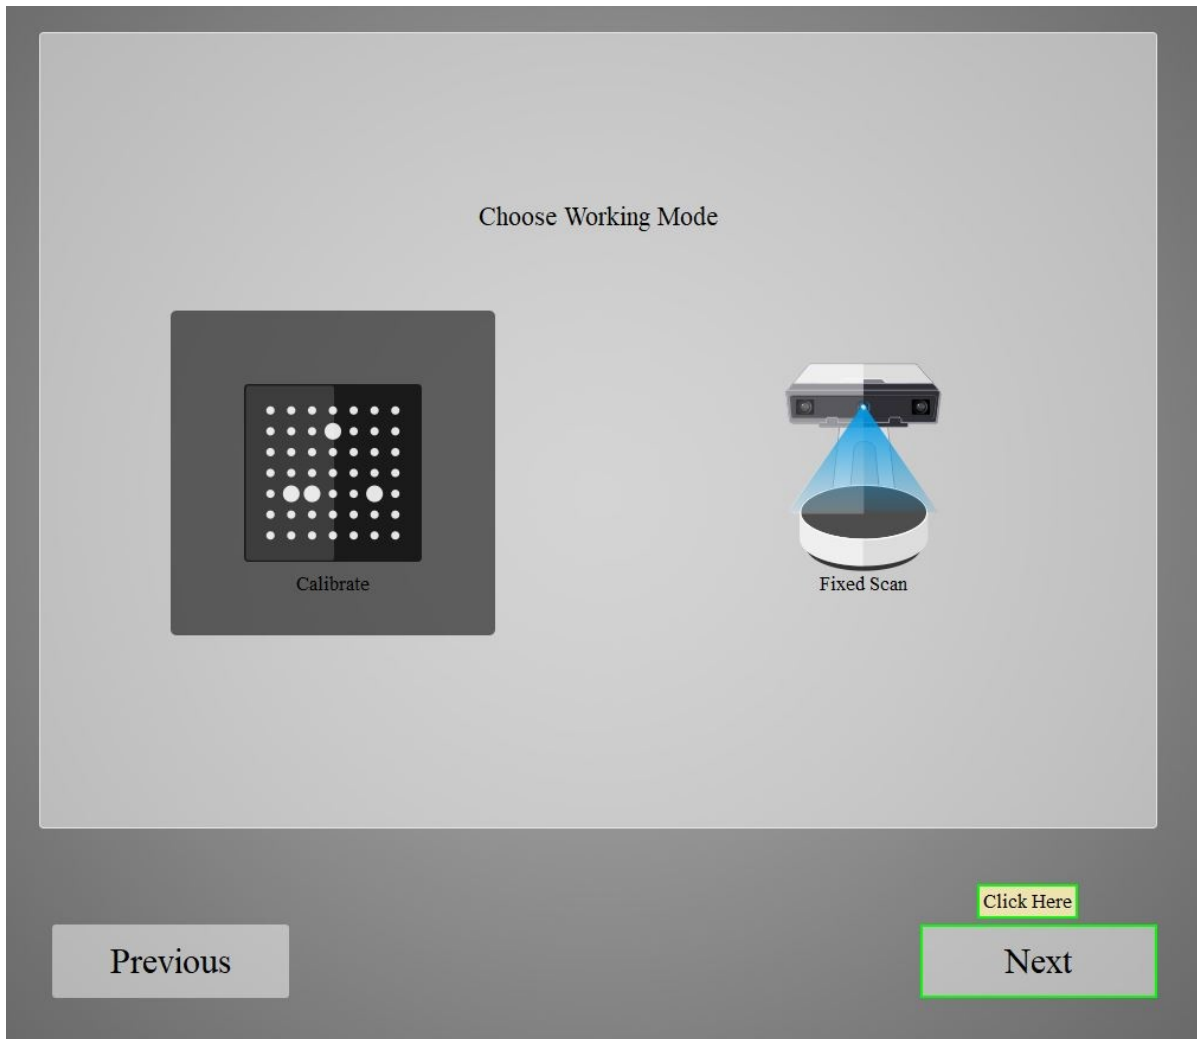 Choose Working Mode
Calibrate
Fixed Scan
Click Here
Previous
Next